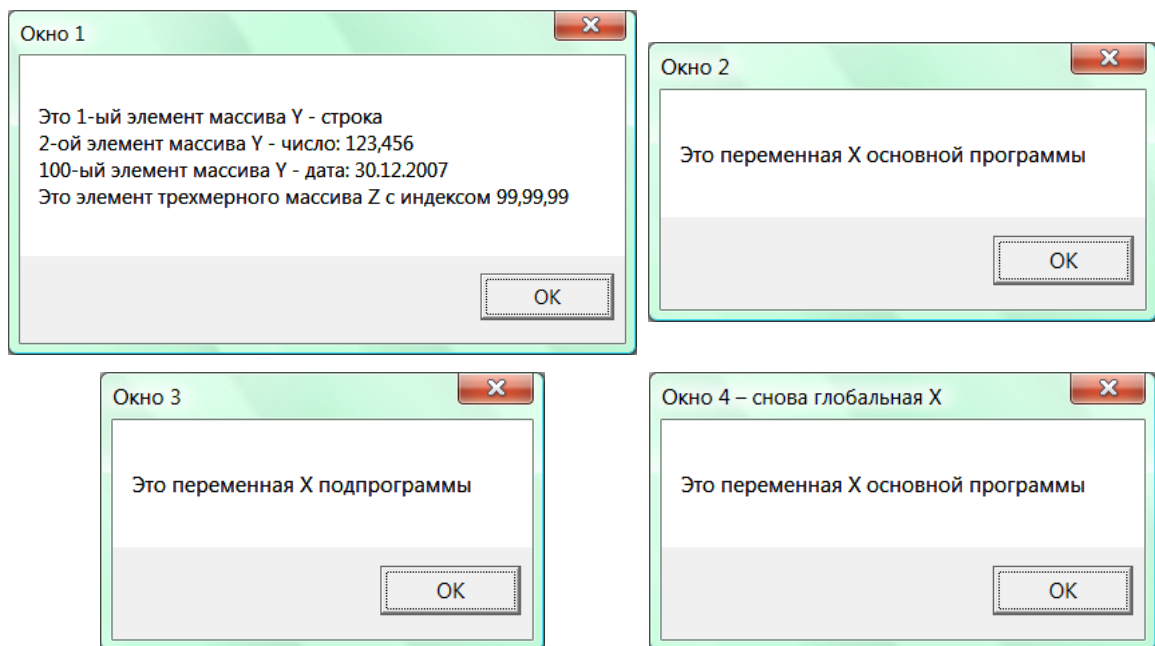 Окно 1
Это 1-ый элемент массива Y - строка
2-ой элемент массива Y - число: 123,456
100-ый элемент массива Y - дата: 30.12.2007
Это элемент трехмерного массива Z с индексом 99,99,99
OK
Окно 2
Это переменная X основной программы
OK
Окно 3
Это переменная X подпрограммы
OK
Окно 4 – снова глобальная X
Это переменная X основной программы
OK